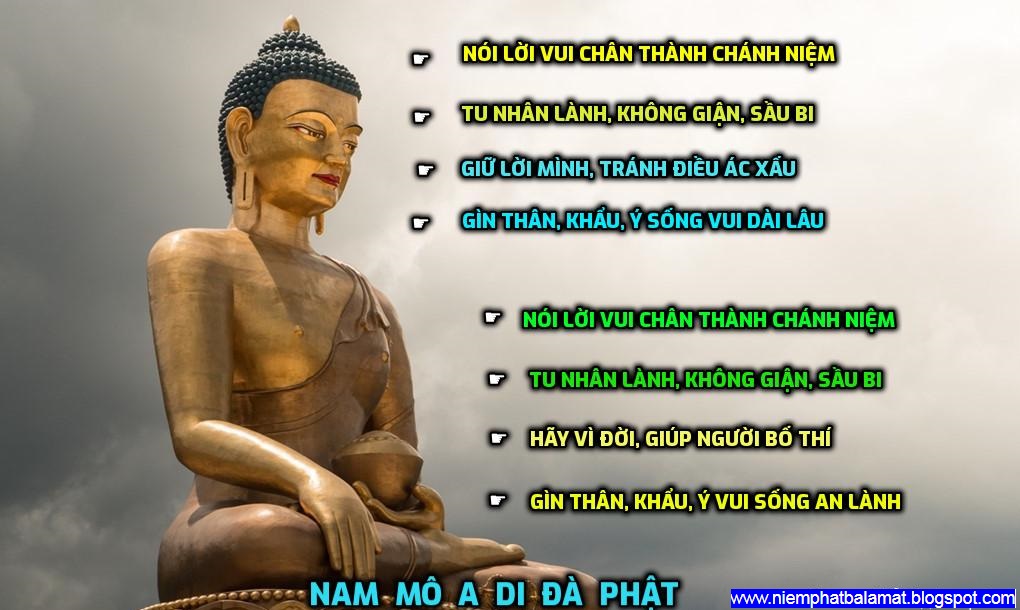 ☛ NÓI LỜI VUI CHÂN THÀNH CHÁNH NIỆM
☛ TU NHÂN LÀNH, KHÔNG GIẬN, SẦU BI
☛ GIỮ LỜI MÌNH, TRÁNH ĐIỀU ÁC XẤU
☛ GÌN THÂN, KHẨU, Ý SỐNG VUI DÀI LÂU
☛ NÓI LỜI VUI CHÂN THÀNH CHÁNH NIỆM
☛ TU NHÂN LÀNH, KHÔNG GIẬN, SẦU BI
☛ HÃY VÌ ĐỜI, GIÚP NGƯỜI BỐ THÍ
☛ GÌN THÂN, KHẨU, Ý VUI SỐNG AN LÀNH
NAM MÔ A DI ĐÀ PHẬT
www.niemphatbalamat.blogspot.com